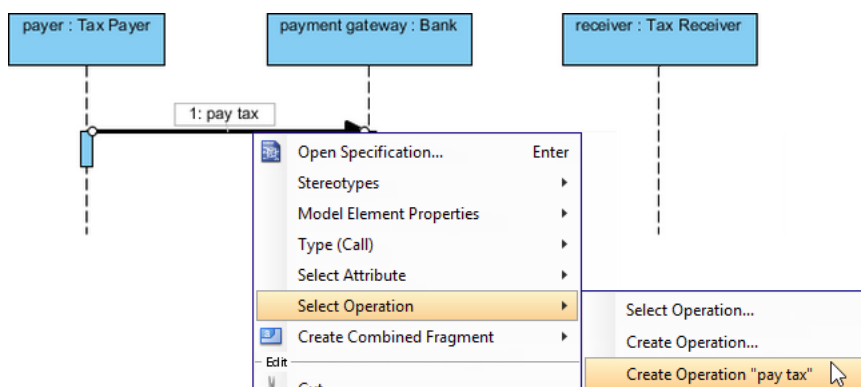 payer : Tax Payer
payment gateway : Bank
receiver : Tax Receiver
1: pay tax
Open Specification... Enter
Stereotypes
Model Element Properties
Type (Call)
Select Attribute
Select Operation
Create Combined Fragment
Edit
Cut
Select Operation...
Create Operation...
Create Operation "pay tax"